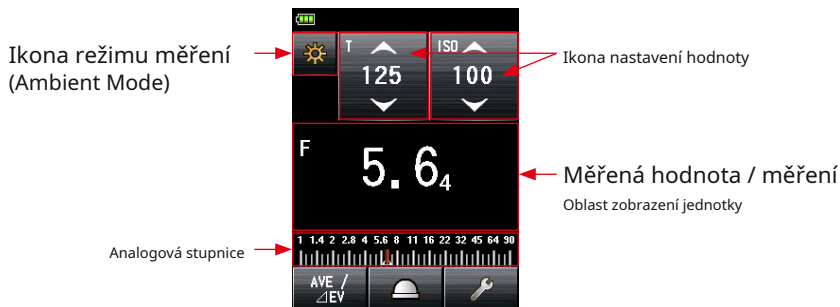 Ikona režimu měření
(Ambient Mode)
T
125
ISO
100
Ikona nastavení hodnoty
F
5.6₄
Měřená hodnota / měření
Oblast zobrazení jednotky
Analogová stupnice
1 1.4 2 2.8 4 5.6 8 11 16 22 32 45 64 90
AVE /
⊿EV